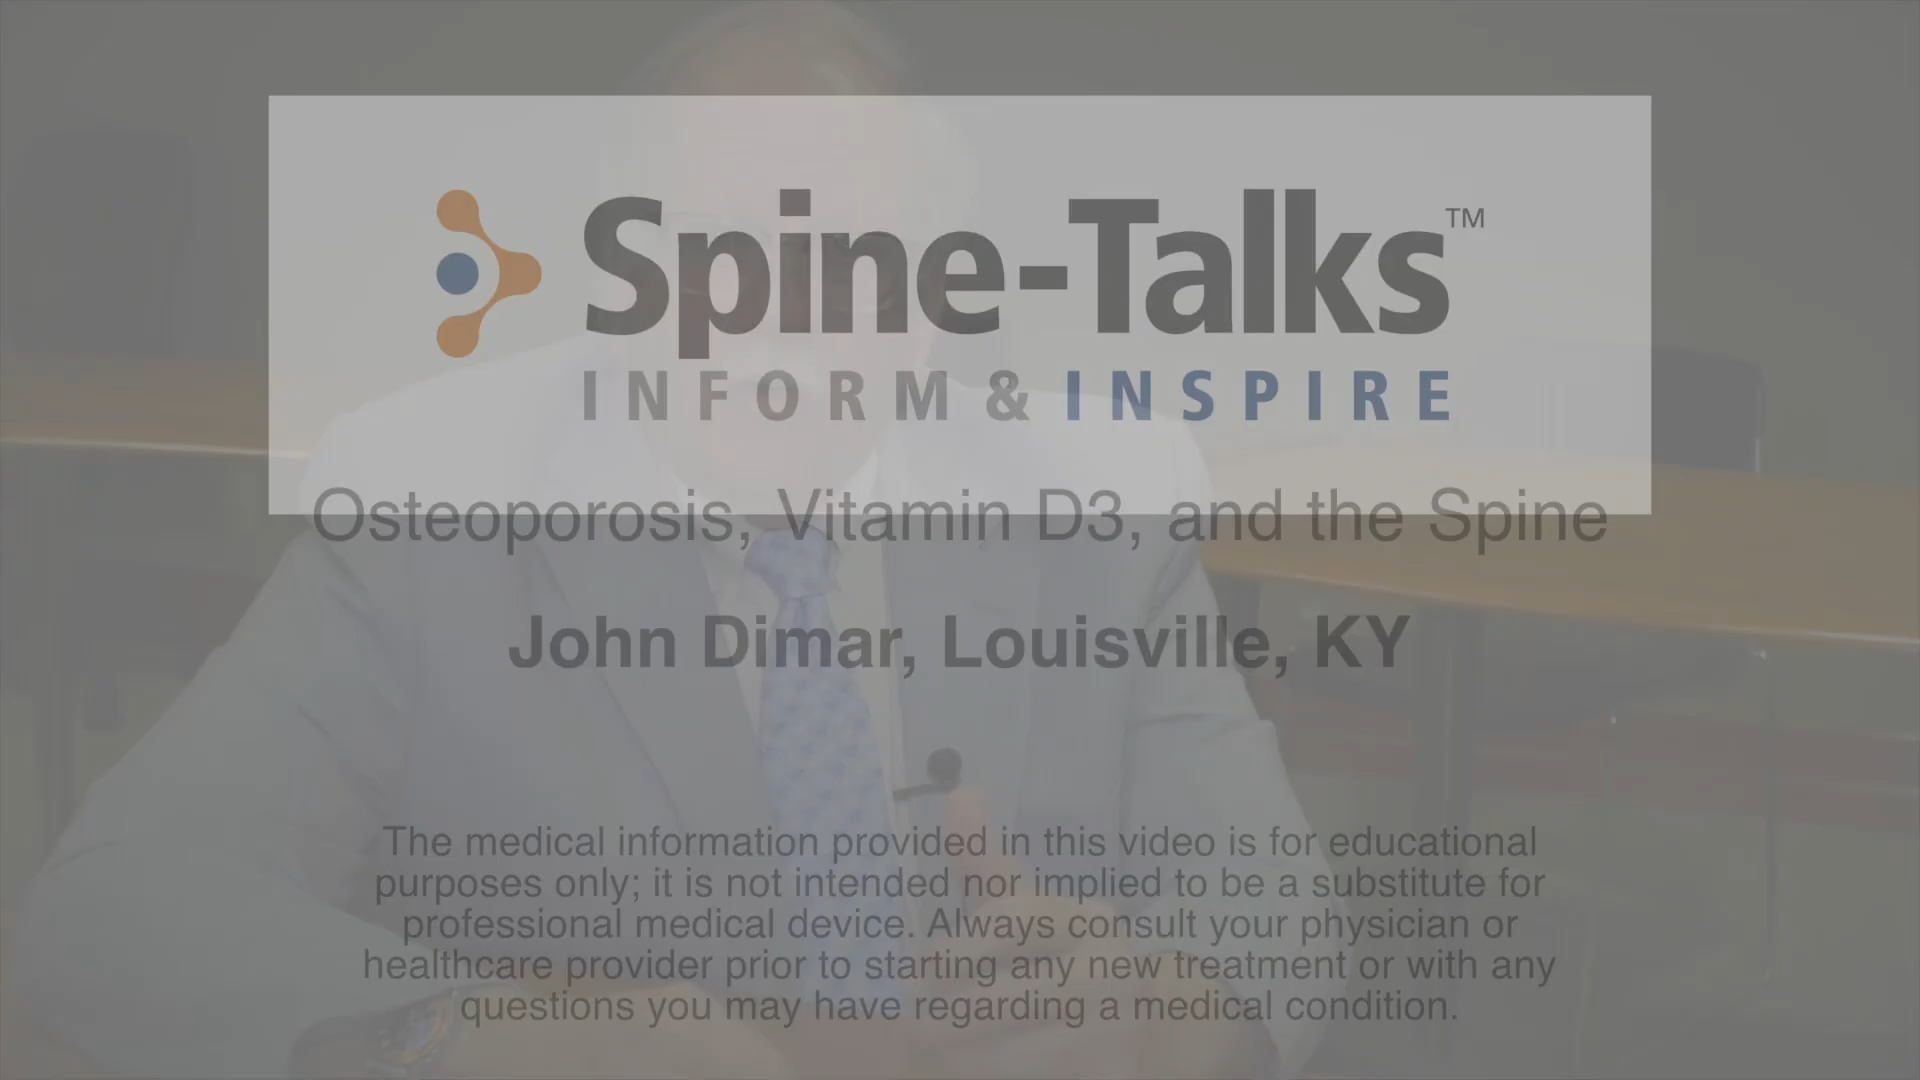 Spine-Talks™
INFORM & INSPIRE
Osteoporosis, Vitamin D3, and the Spine
John Dimar, Louisville, KY
The medical information provided in this video is for educational
purposes only; it is not intended nor implied to be a substitute for
professional medical device. Always consult your physician or
healthcare provider prior to starting any new treatment or with any
questions you may have regarding a medical condition.